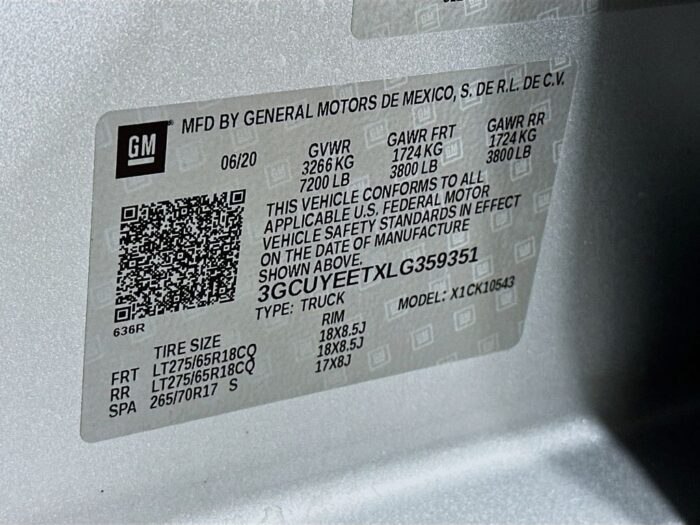 GM
GM
MFD BY GENERAL MOTORS DE MEXICO, S. DE R.L. DE C.V.
06/20 GVWR GAWR FRT GAWR RR
3266 KG 1724 KG 1724 KG
7200 LB 3800 LB 3800 LB
THIS VEHICLE CONFORMS TO ALL
APPLICABLE U.S. FEDERAL MOTOR
VEHICLE SAFETY STANDARDS IN EFFECT
ON THE DATE OF MANUFACTURE
SHOWN ABOVE.
3GCUYEETXLG359351
TYPE: TRUCK MODEL: X1CK10543
636R
TIRE SIZE RIM
FRT LT275/65R18CQ 18X8.5J
RR LT275/65R18CQ 18X8.5J
SPA 265/70R17 S 17X8J